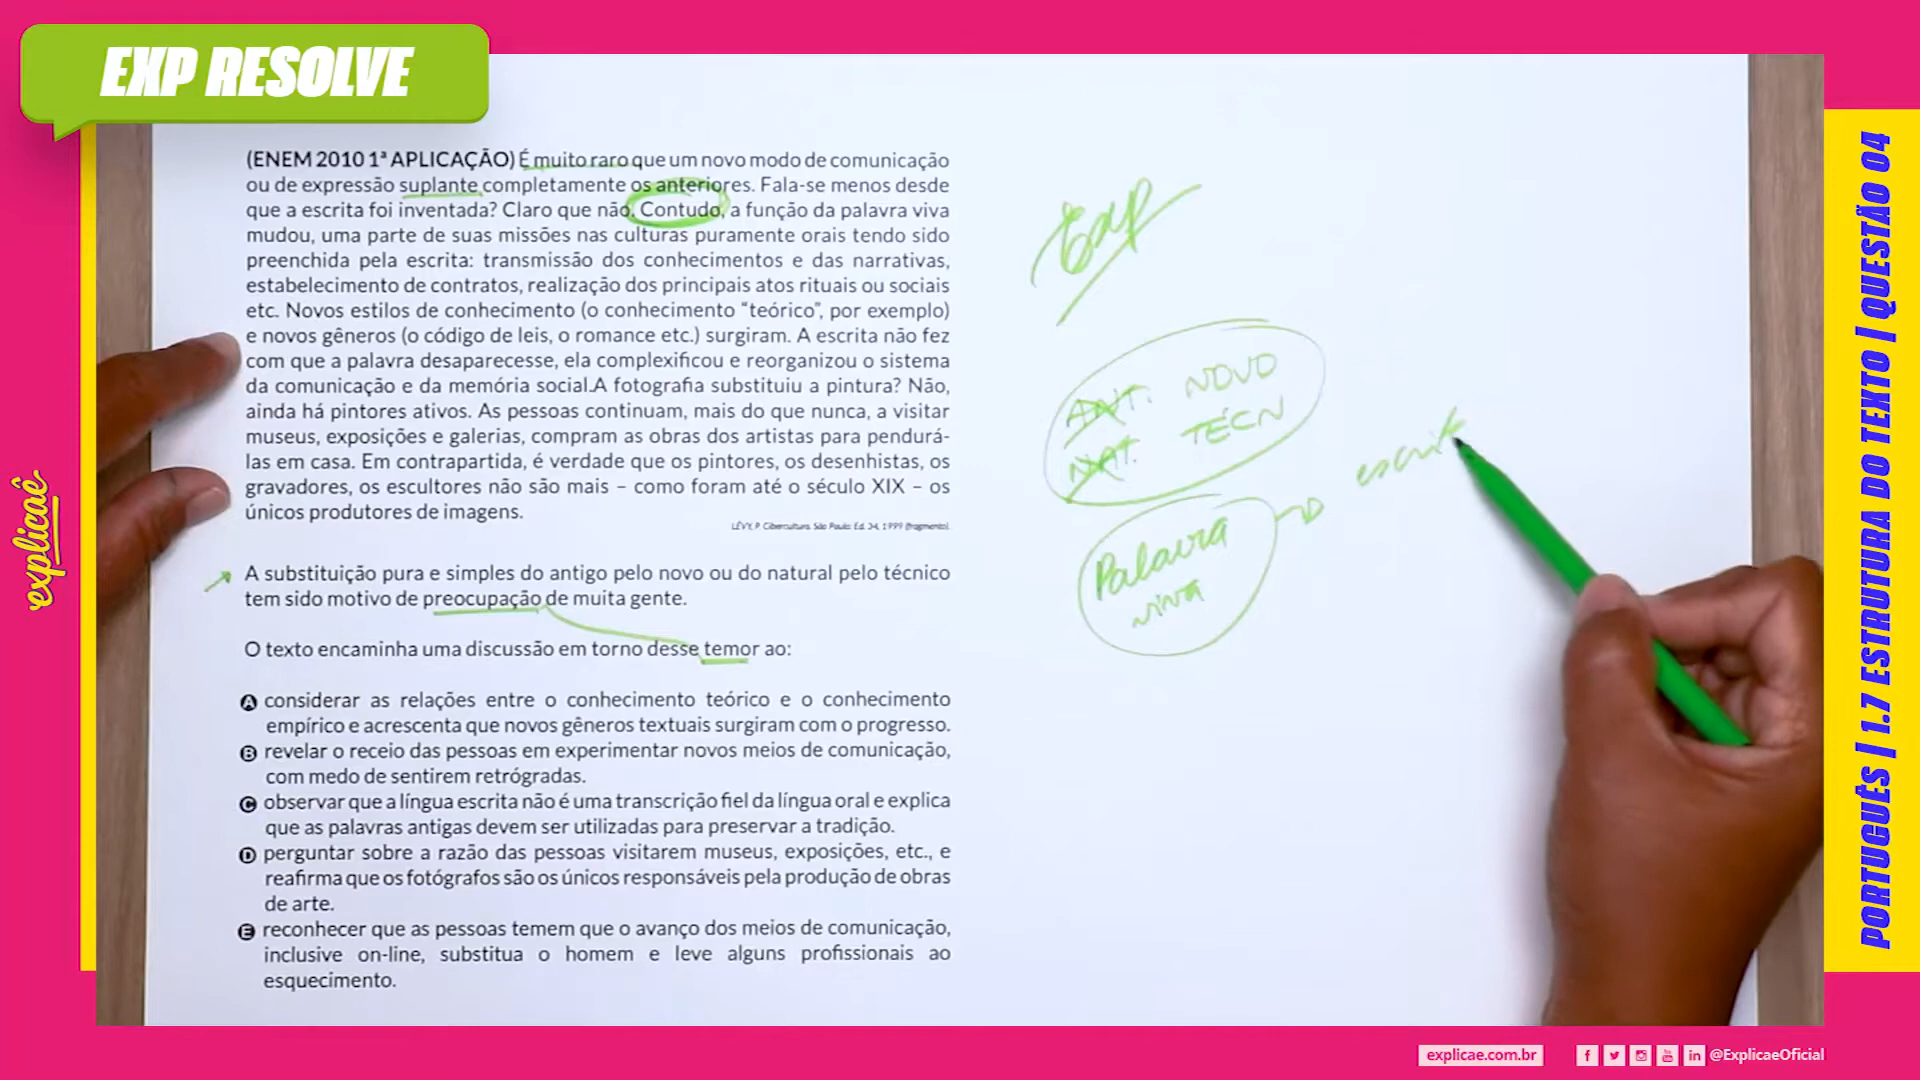 EXP RESOLVE
(ENEM 2010 1ª APLICAÇÃO) É muito raro que um novo modo de comunicação
ou de expressão suplante completamente os anteriores. Fala-se menos desde
que a escrita foi inventada? Claro que não. Contudo, a função da palavra viva
mudou, uma parte de suas missões nas culturas puramente orais tendo sido
preenchida pela escrita: transmissão dos conhecimentos e das narrativas,
estabelecimento de contratos, realização dos principais atos rituais ou sociais
etc. Novos estilos de conhecimento (o conhecimento “teórico”, por exemplo)
e novos gêneros (o código de leis, o romance etc.) surgiram. A escrita não fez
com que a palavra desaparecesse, ela complexificou e reorganizou o sistema
da comunicação e da memória social.A fotografia substituiu a pintura? Não,
ainda há pintores ativos. As pessoas continuam, mais do que nunca, a visitar
museus, exposições e galerias, compram as obras dos artistas para pendurá-
las em casa. Em contrapartida, é verdade que os pintores, os desenhistas, os
gravadores, os escultores não são mais – como foram até o século XIX – os
únicos produtores de imagens.
LÉVY, P. Cibercultura. São Paulo: Ed. 34, 1999 (fragmento).
A substituição pura e simples do antigo pelo novo ou do natural pelo técnico
tem sido motivo de preocupação de muita gente.
O texto encaminha uma discussão em torno desse temor ao:
A considerar as relações entre o conhecimento teórico e o conhecimento
empírico e acrescenta que novos gêneros textuais surgiram com o progresso.
B revelar o receio das pessoas em experimentar novos meios de comunicação,
com medo de sentirem retrógradas.
C observar que a língua escrita não é uma transcrição fiel da língua oral e explica
que as palavras antigas devem ser utilizadas para preservar a tradição.
D perguntar sobre a razão das pessoas visitarem museus, exposições, etc., e
reafirma que os fotógrafos são os únicos responsáveis pela produção de obras
de arte.
E reconhecer que as pessoas temem que o avanço dos meios de comunicação,
inclusive on-line, substitua o homem e leve alguns profissionais ao
esquecimento.
Exp
ANT. NOVO
NAT. TÉCN
Palavra
viva
escrit
explicaê
PORTUGUÊS | 1.7 ESTRUTURA DO TEXTO | QUESTÃO 04
explicae.com.br
@ExplicaeOficial